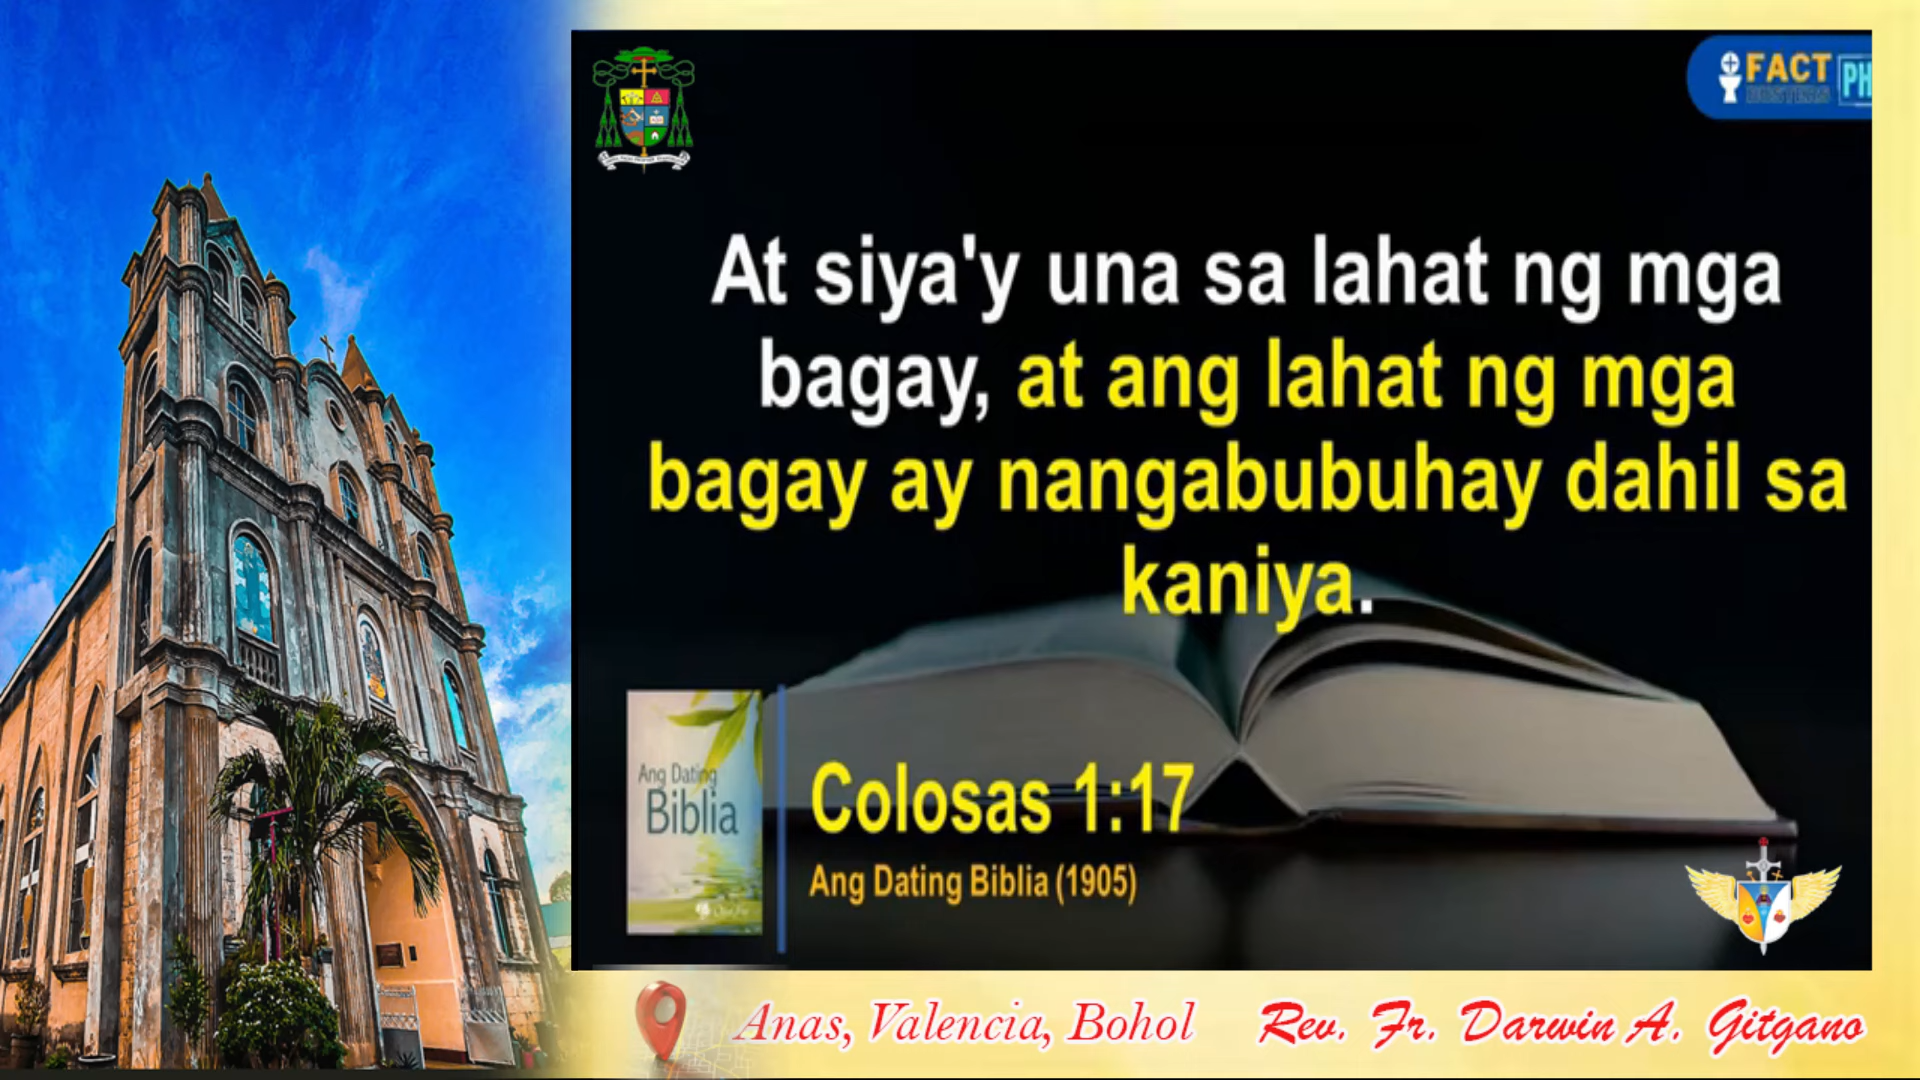 FACT
BUSTERS
PH
At siya'y una sa lahat ng mga
bagay, at ang lahat ng mga
bagay ay nangabubuhay dahil sa
kaniya.
Ang Dating
Biblia
Colosas 1:17
Ang Dating Biblia (1905)
Anas, Valencia, Bohol
Rev. Fr. Darwin A. Gitgano